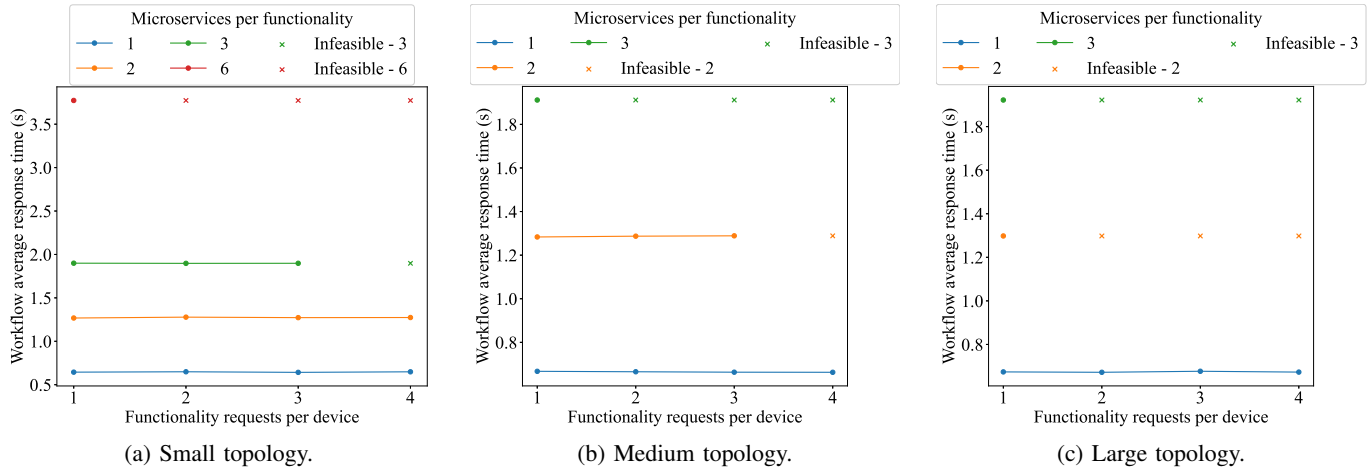 Microservices per functionality
1 3 × Infeasible - 3
2 6 × Infeasible - 6
Workflow average response time (s)
3.5
3.0
2.5
2.0
1.5
1.0
0.5
1 2 3 4
Functionality requests per device
(a) Small topology.
Microservices per functionality
1 3 × Infeasible - 3
2 × Infeasible - 2
Workflow average response time (s)
1.8
1.6
1.4
1.2
1.0
0.8
1 2 3 4
Functionality requests per device
(b) Medium topology.
Microservices per functionality
1 3 × Infeasible - 3
2 × Infeasible - 2
Workflow average response time (s)
1.8
1.6
1.4
1.2
1.0
0.8
1 2 3 4
Functionality requests per device
(c) Large topology.